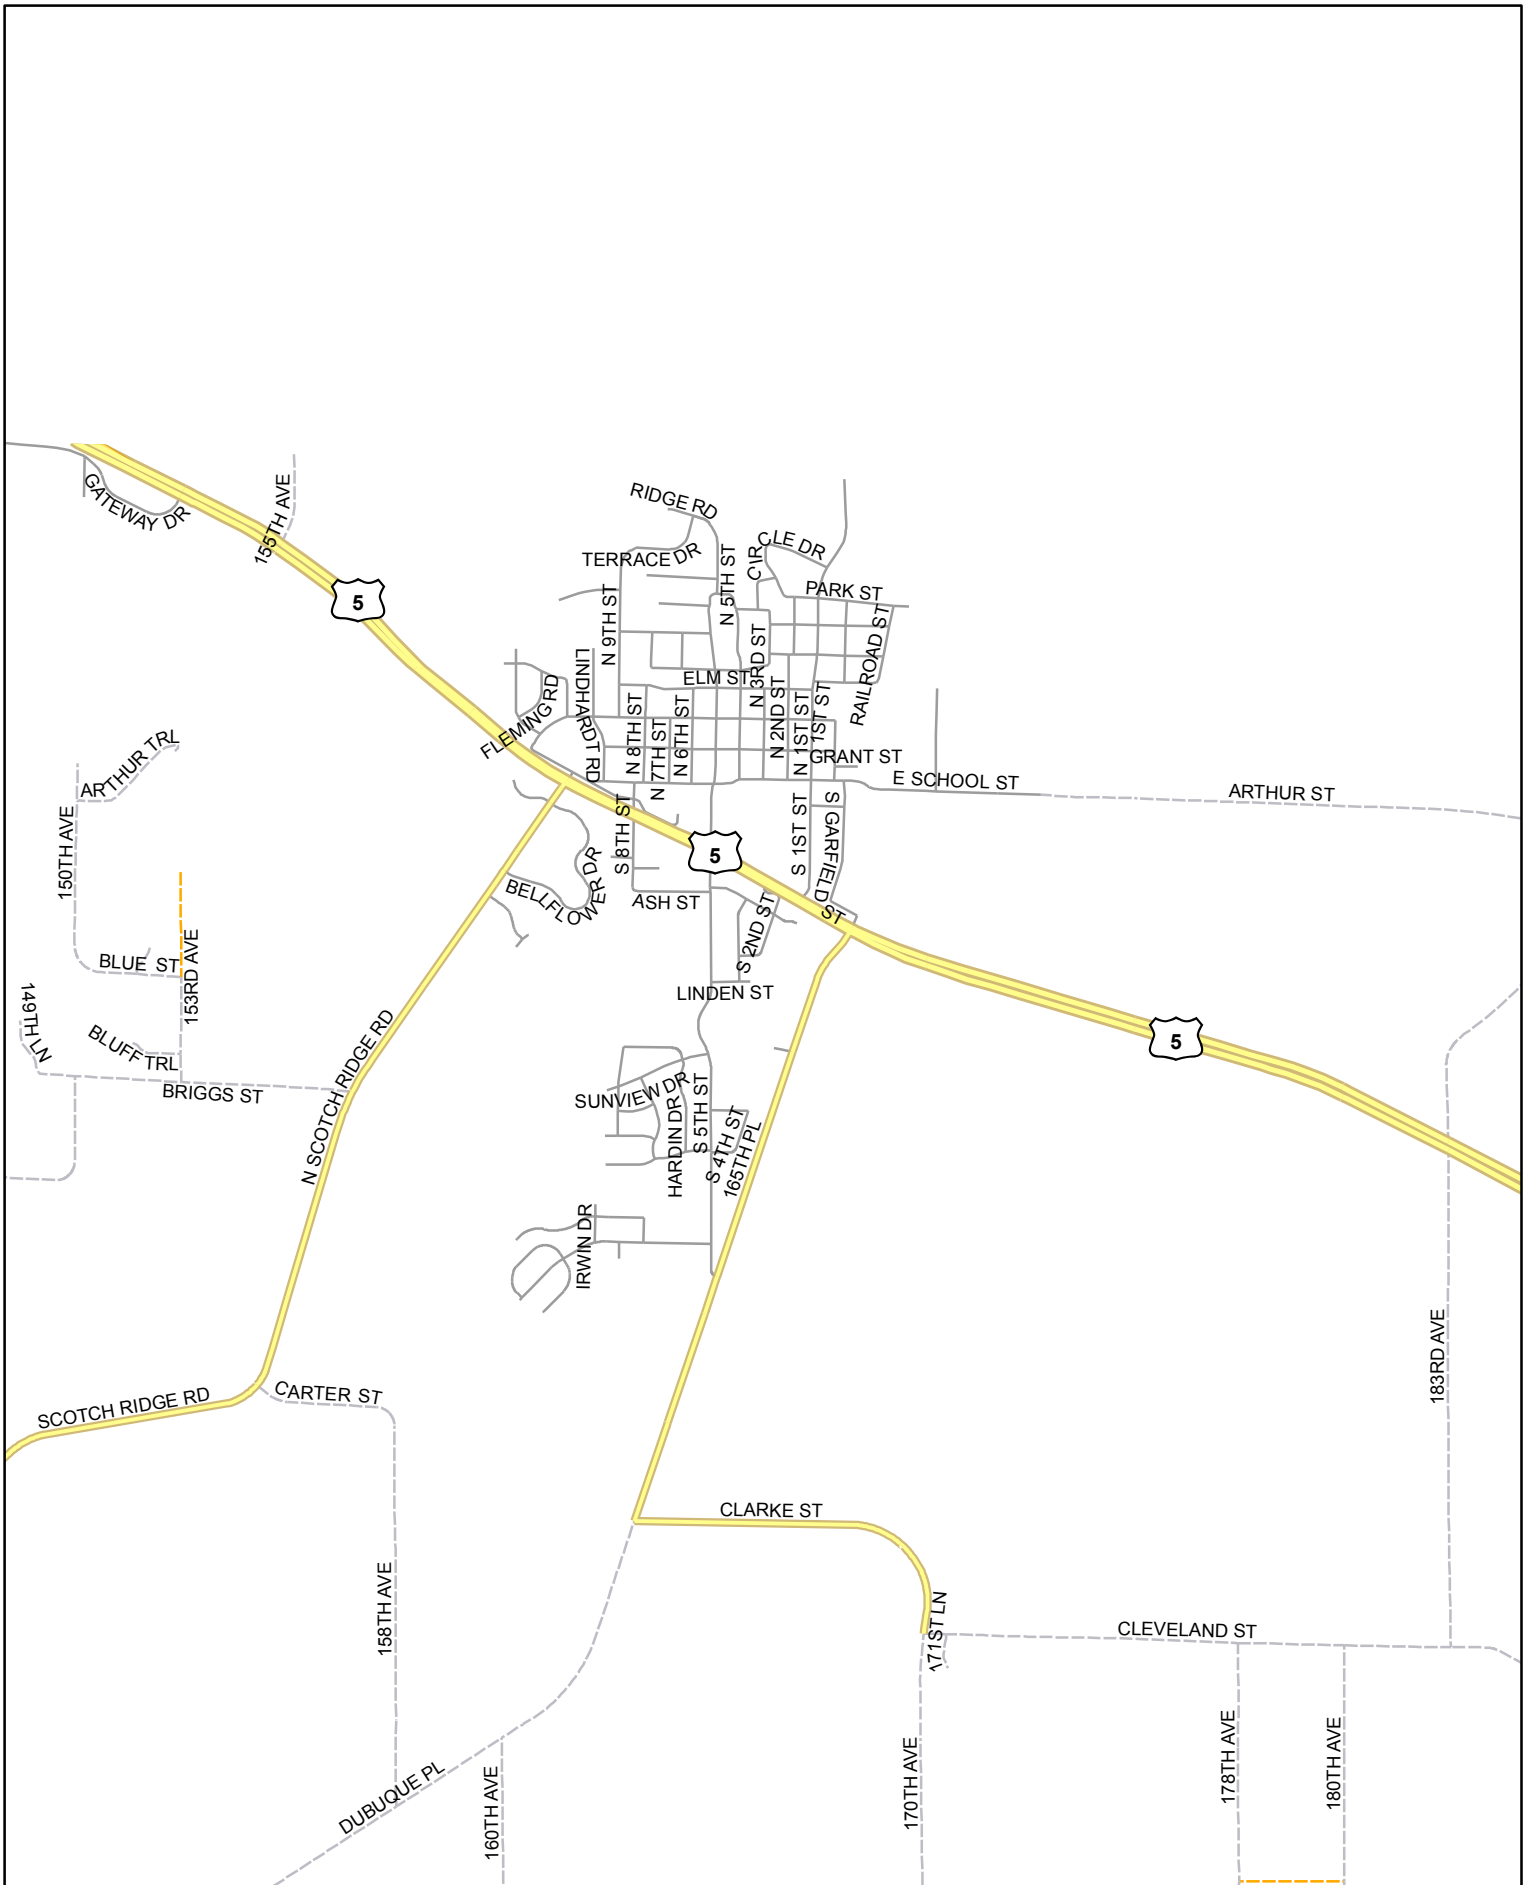 GATEWAY DR
155TH AVE
5
RIDGE RD
TERRACE DR
N 5TH ST
CIR
CLE DR
PARK ST
N 9TH ST
N 3RD ST
RAILROAD ST
ELM ST
LINDHARDT RD
FLEMING RD
N 8TH ST
N 7TH ST
N 6TH ST
N 2ND ST
N 1ST ST
1ST ST
GRANT ST
E SCHOOL ST
ARTHUR ST
ARTHUR TRL
150TH AVE
S 8TH ST
S 1ST ST
S GARFIELD ST
5
BELLFLOWER DR
ASH ST
S 2ND ST
BLUE ST
153RD AVE
LINDEN ST
149TH LN
BLUFF TRL
BRIGGS ST
N SCOTCH RIDGE RD
5
SUNVIEW DR
HARDIN DR
S 5TH ST
S 4TH ST
165TH PL
IRWIN DR
183RD AVE
SCOTCH RIDGE RD
CARTER ST
CLARKE ST
158TH AVE
171ST LN
CLEVELAND ST
DUBUQUE PL
160TH AVE
170TH AVE
178TH AVE
180TH AVE